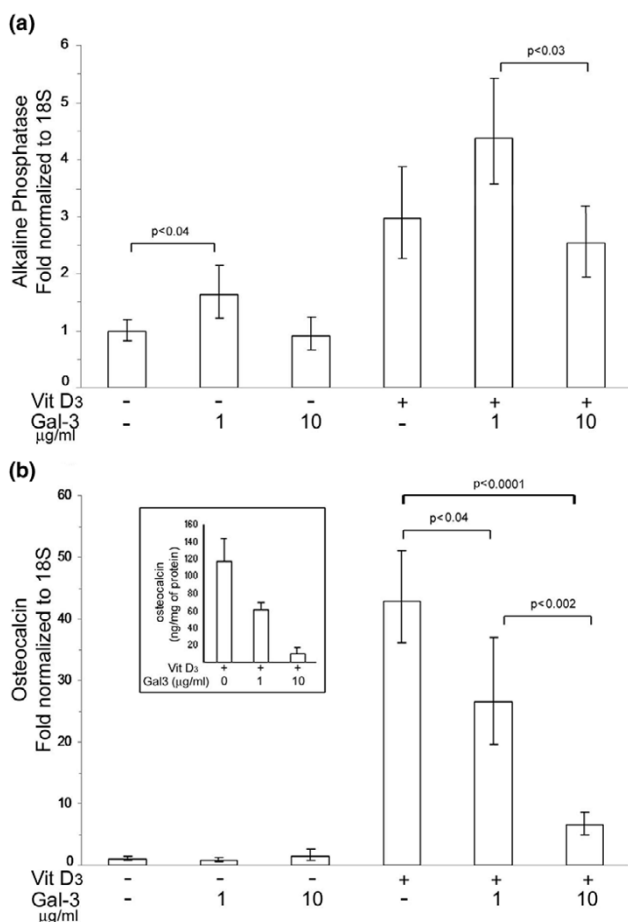 (a)
Alkaline Phosphatase
Fold normalized to 18S
6
5
4
3
2
1
0
p<0.04
p<0.03
Vit D3 - - - + + +
Gal-3 - 1 10 - 1 10
μg/ml
(b)
Osteocalcin
Fold normalized to 18S
60
50
40
30
20
10
0
osteocalcin
(ng/mg of protein)
160
140
120
100
80
60
40
20
Vit D3 + + +
Gal3 (μg/ml) 0 1 10
p<0.0001
p<0.04
p<0.002
Vit D3 - - - + + +
Gal-3 - 1 10 - 1 10
μg/ml